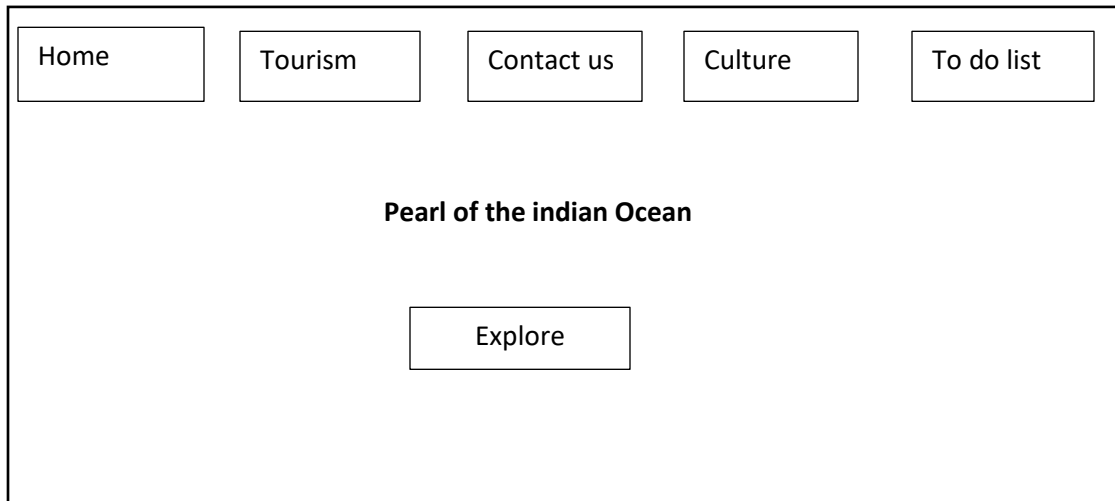 Home Tourism Contact us Culture To do list
Pearl of the indian Ocean
Explore